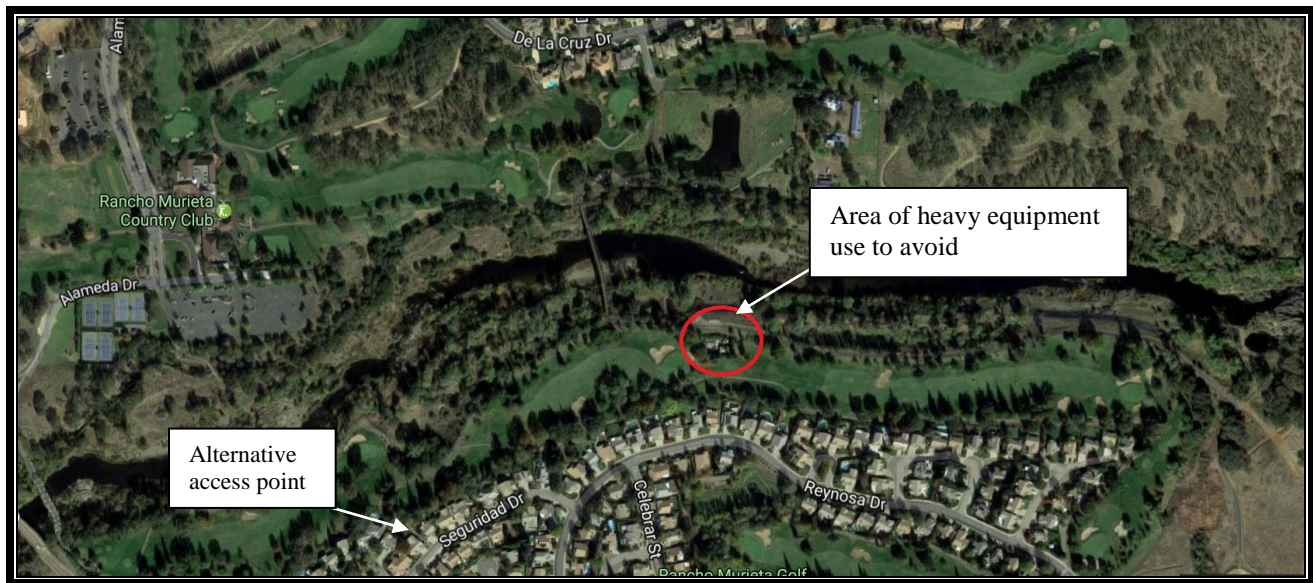 De La Cruz Dr
Alam
Rancho Murieta
Country Club
Area of heavy equipment
use to avoid
Alameda Dr
Alternative
access point
Seguridad Dr
Celebrar St
Reynosa Dr
Rancho Murieta Golf